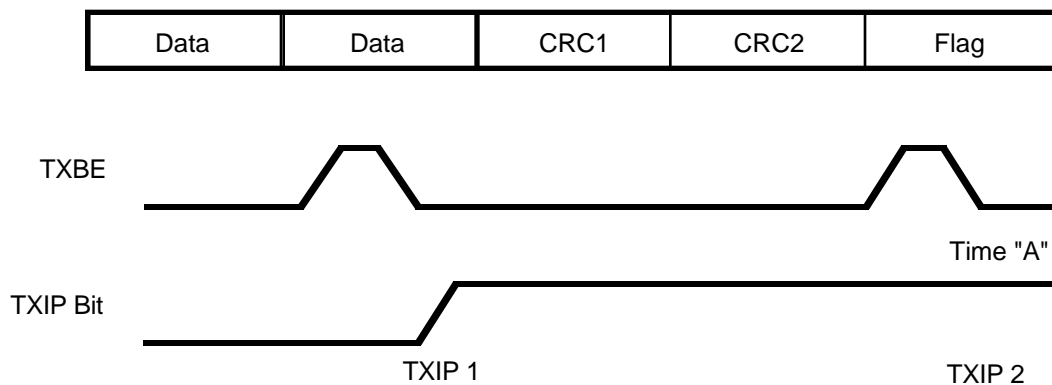 Data Data CRC1 CRC2 Flag
TXBE
Time "A"
TXIP Bit
TXIP 1 TXIP 2